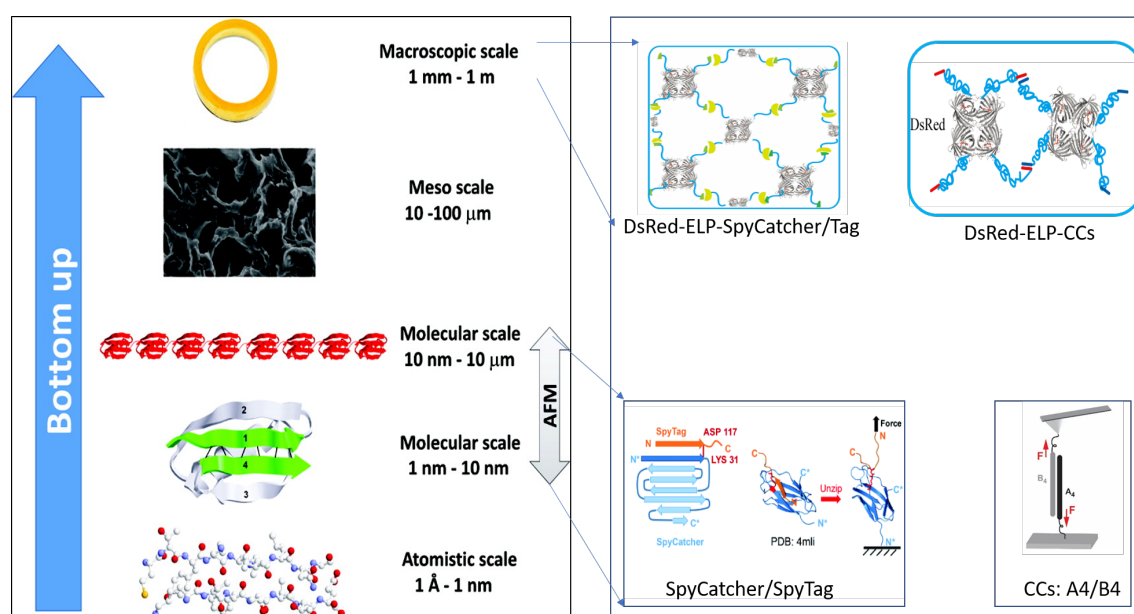 Bottom up
Macroscopic scale
1 mm - 1 m
Meso scale
10 -100 μm
Molecular scale
10 nm - 10 μm
AFM
2
1
4
3
Molecular scale
1 nm - 10 nm
Atomistic scale
1 Å - 1 nm
DsRed-ELP-SpyCatcher/Tag
DsRed
DsRed-ELP-CCs
SpyTag
ASP 117
N
C
N*
LYS 31
C*
SpyCatcher
C
C*
N*
PDB: 4mli
Unzip
Force
N
C
C*
N*
SpyCatcher/SpyTag
F
B4
A4
F
CCs: A4/B4